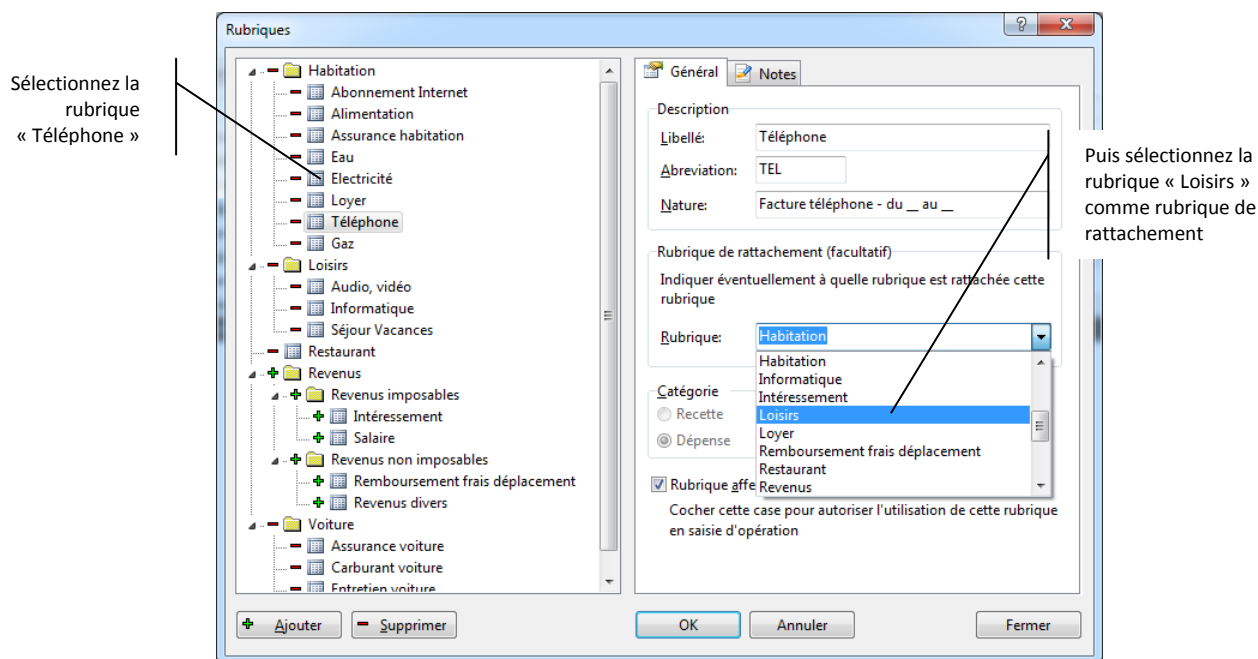 Rubriques
Sélectionnez la
rubrique
« Téléphone »
Habitation
Abonnement Internet
Alimentation
Assurance habitation
Eau
Electricité
Loyer
Téléphone
Gaz
Loisirs
Audio, vidéo
Informatique
Séjour Vacances
Restaurant
Revenus
Revenus imposables
Intéressement
Salaire
Revenus non imposables
Remboursement frais déplacement
Revenus divers
Voiture
Assurance voiture
Carburant voiture
Entretien voiture
Ajouter
Supprimer
Général
Notes
Description
Libellé: Téléphone
Abreviation: TEL
Nature: Facture téléphone - du __ au __
Rubrique de rattachement (facultatif)
Indiquer éventuellement à quelle rubrique est rattachée cette
rubrique
Rubrique: Habitation
Habitation
Informatique
Intéressement
Loisirs
Loyer
Remboursement frais déplacement
Restaurant
Revenus
Catégorie
Recette
Dépense
Rubrique affe
Cocher cette case pour autoriser l'utilisation de cette rubrique
en saisie d'opération
OK
Annuler
Fermer
Puis sélectionnez la
rubrique « Loisirs »
comme rubrique de
rattachement